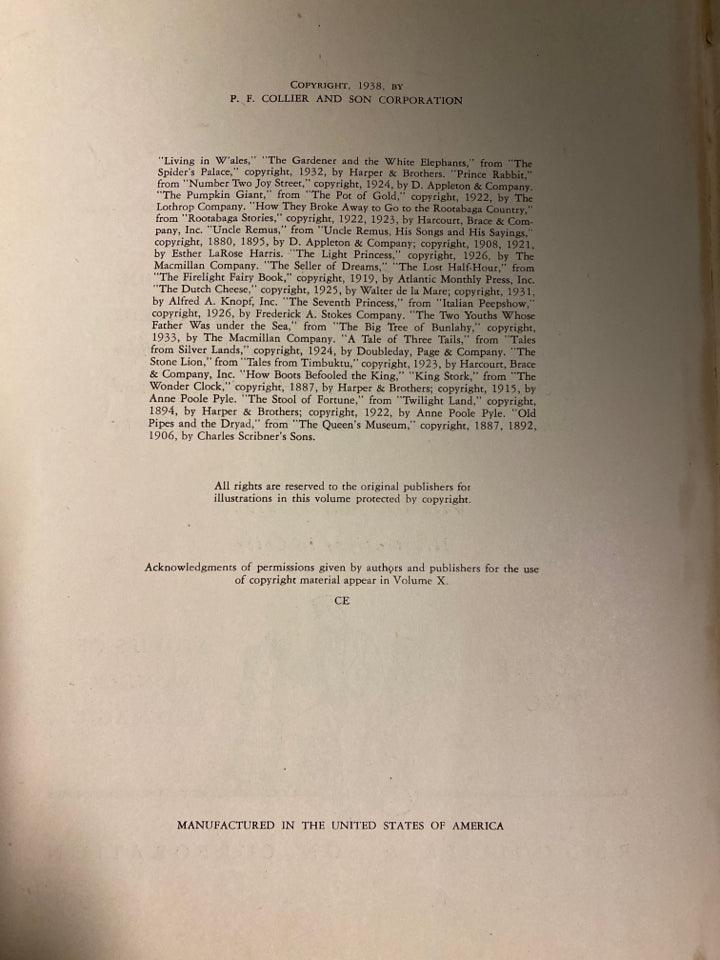 COPYRIGHT, 1938, BY
P. F. COLLIER AND SON CORPORATION
"Living in Wales," "The Gardener and the White Elephants," from "The
Spider's Palace," copyright, 1932, by Harper & Brothers. "Prince Rabbit,"
from "Number Two Joy Street," copyright, 1924, by D. Appleton & Company.
"The Pumpkin Giant," from "The Pot of Gold," copyright, 1922, by The
Lothrop Company. "How They Broke Away to Go to the Rootabaga Country,"
from "Rootabaga Stories," copyright, 1922, 1923, by Harcourt, Brace & Com-
pany, Inc. "Uncle Remus," from "Uncle Remus, His Songs and His Sayings,"
copyright, 1880, 1895, by D. Appleton & Company; copyright, 1908, 1921,
by Esther LaRose Harris. "The Light Princess," copyright, 1926, by The
Macmillan Company. "The Seller of Dreams," "The Lost Half-Hour," from
"The Firelight Fairy Book," copyright, 1919, by Atlantic Monthly Press, Inc.
"The Dutch Cheese," copyright, 1925, by Walter de la Mare; copyright, 1931,
by Alfred A. Knopf, Inc. "The Seventh Princess," from "Italian Peepshow,"
copyright, 1926, by Frederick A. Stokes Company. "The Two Youths Whose
Father Was under the Sea," from "The Big Tree of Bunlahy," copyright,
1933, by The Macmillan Company. "A Tale of Three Tails," from "Tales
from Silver Lands," copyright, 1924, by Doubleday, Page & Company. "The
Stone Lion," from "Tales from Timbuktu," copyright, 1923, by Harcourt, Brace
& Company, Inc. "How Boots Befooled the King," "King Stork," from "The
Wonder Clock," copyright, 1887, by Harper & Brothers; copyright, 1915, by
Anne Poole Pyle. "The Stool of Fortune," from "Twilight Land," copyright,
1894, by Harper & Brothers; copyright, 1922, by Anne Poole Pyle. "Old
Pipes and the Dryad," from "The Queen's Museum," copyright, 1887, 1892,
1906, by Charles Scribner's Sons.
All rights are reserved to the original publishers for
illustrations in this volume protected by copyright.
Acknowledgments of permissions given by authors and publishers for the use
of copyright material appear in Volume X.
CE
MANUFACTURED IN THE UNITED STATES OF AMERICA